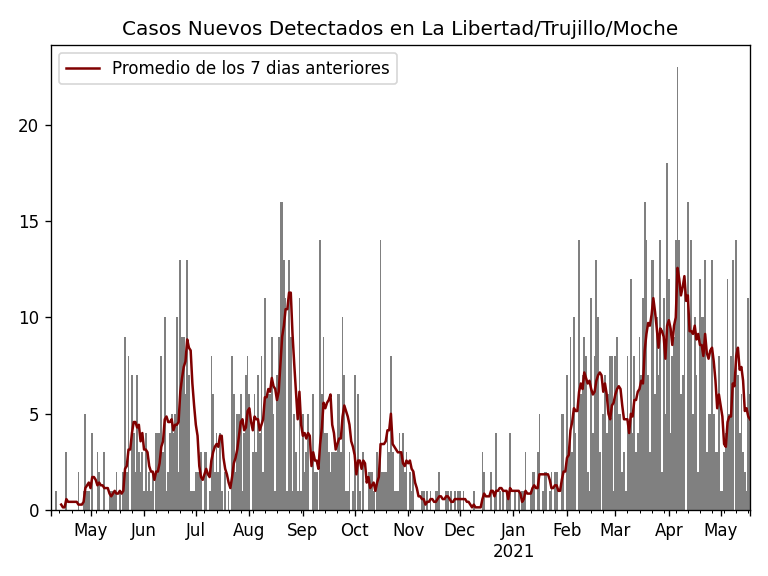 Casos Nuevos Detectados en La Libertad/Trujillo/Moche
Promedio de los 7 dias anteriores
20
15
10
5
0
May Jun Jul Aug Sep Oct Nov Dec Jan Feb Mar Apr May
2021